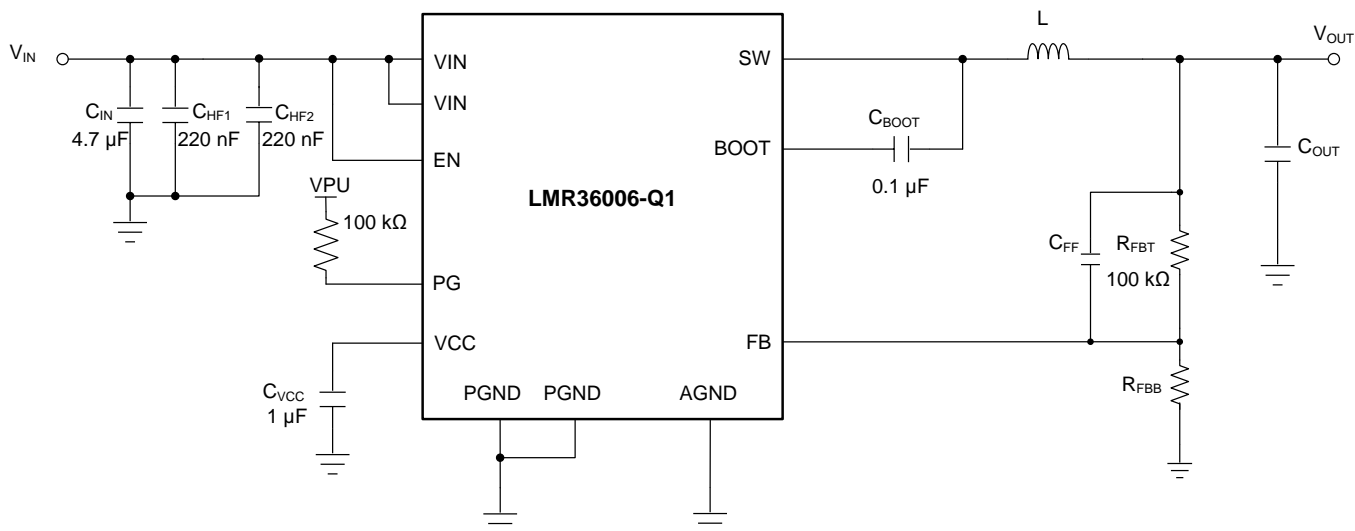 L
V_IN
V_OUT
VIN
SW
VIN
C_IN
4.7 µF
C_HF1
220 nF
C_HF2
220 nF
C_BOOT
0.1 µF
BOOT
EN
C_OUT
VPU
100 kΩ
LMR36006-Q1
C_FF
R_FBT
100 kΩ
PG
VCC
FB
C_VCC
1 µF
PGND
PGND
AGND
R_FBB